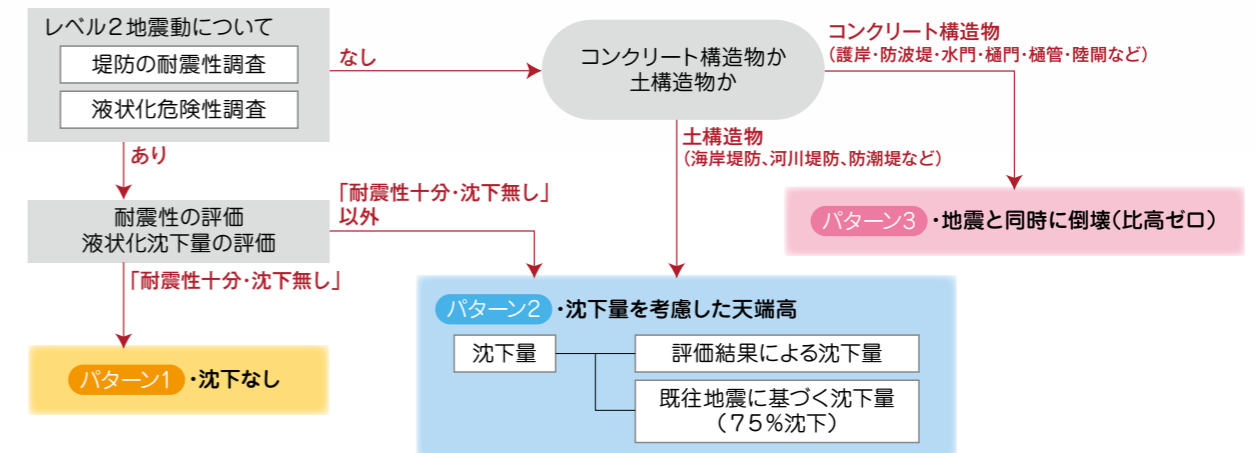 レベル2地震動について
堤防の耐震性調査
液状化危険性調査
なし
コンクリート構造物か
土構造物か
コンクリート構造物
（護岸・防波堤・水門・樋門・樋管・陸閘など）
土構造物
（海岸堤防、河川堤防、防潮堤など）
あり
耐震性の評価
液状化沈下量の評価
「耐震性十分・沈下無し」
以外
パターン3 ・地震と同時に倒壊（比高ゼロ）
「耐震性十分・沈下無し」
パターン2 ・沈下量を考慮した天端高
沈下量
評価結果による沈下量
既往地震に基づく沈下量
（75％沈下）
パターン1 ・沈下なし